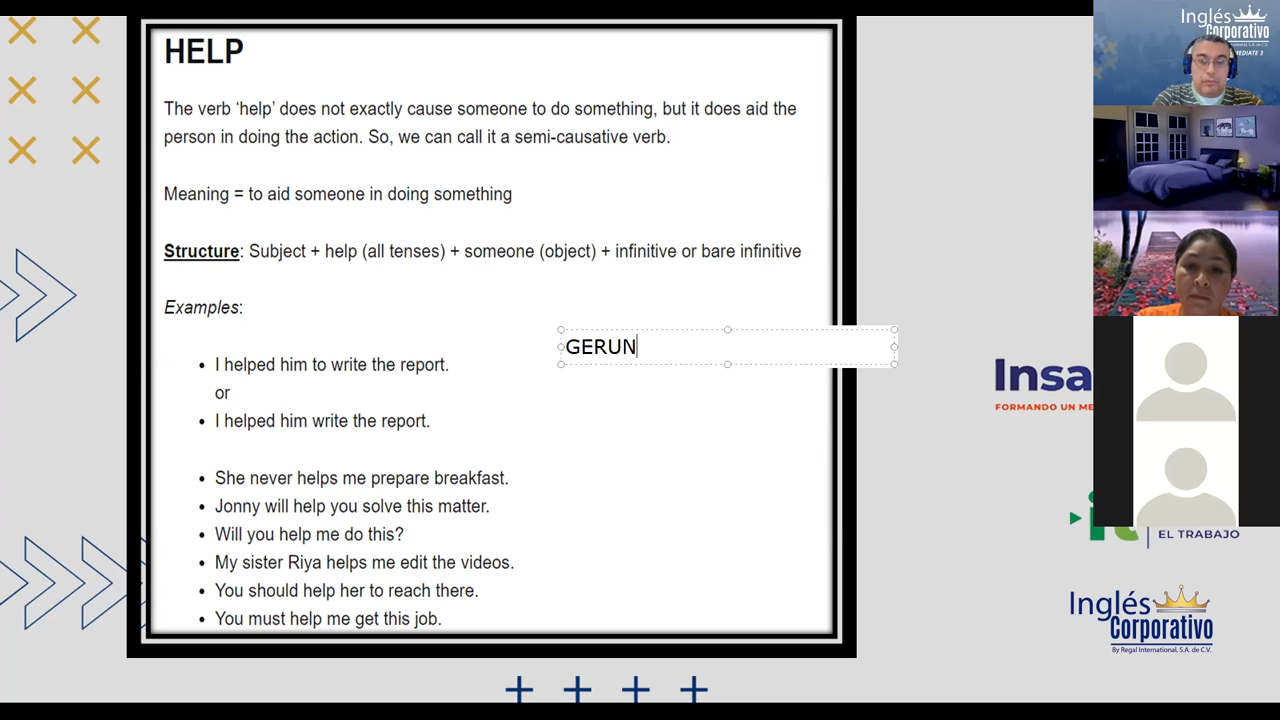 HELP
The verb ‘help’ does not exactly cause someone to do something, but it does aid the
person in doing the action. So, we can call it a semi-causative verb.
Meaning = to aid someone in doing something
Structure: Subject + help (all tenses) + someone (object) + infinitive or bare infinitive
Examples:
GERUN
• I helped him to write the report.
or
• I helped him write the report.
• She never helps me prepare breakfast.
• Jonny will help you solve this matter.
• Will you help me do this?
• My sister Riya helps me edit the videos.
• You should help her to reach there.
• You must help me get this job.
Inglés
Corporativo
Insa
FORMANDO UN ME
EL TRABAJO
Inglés
Corporativo
By Regal International, S.A. de C.V.